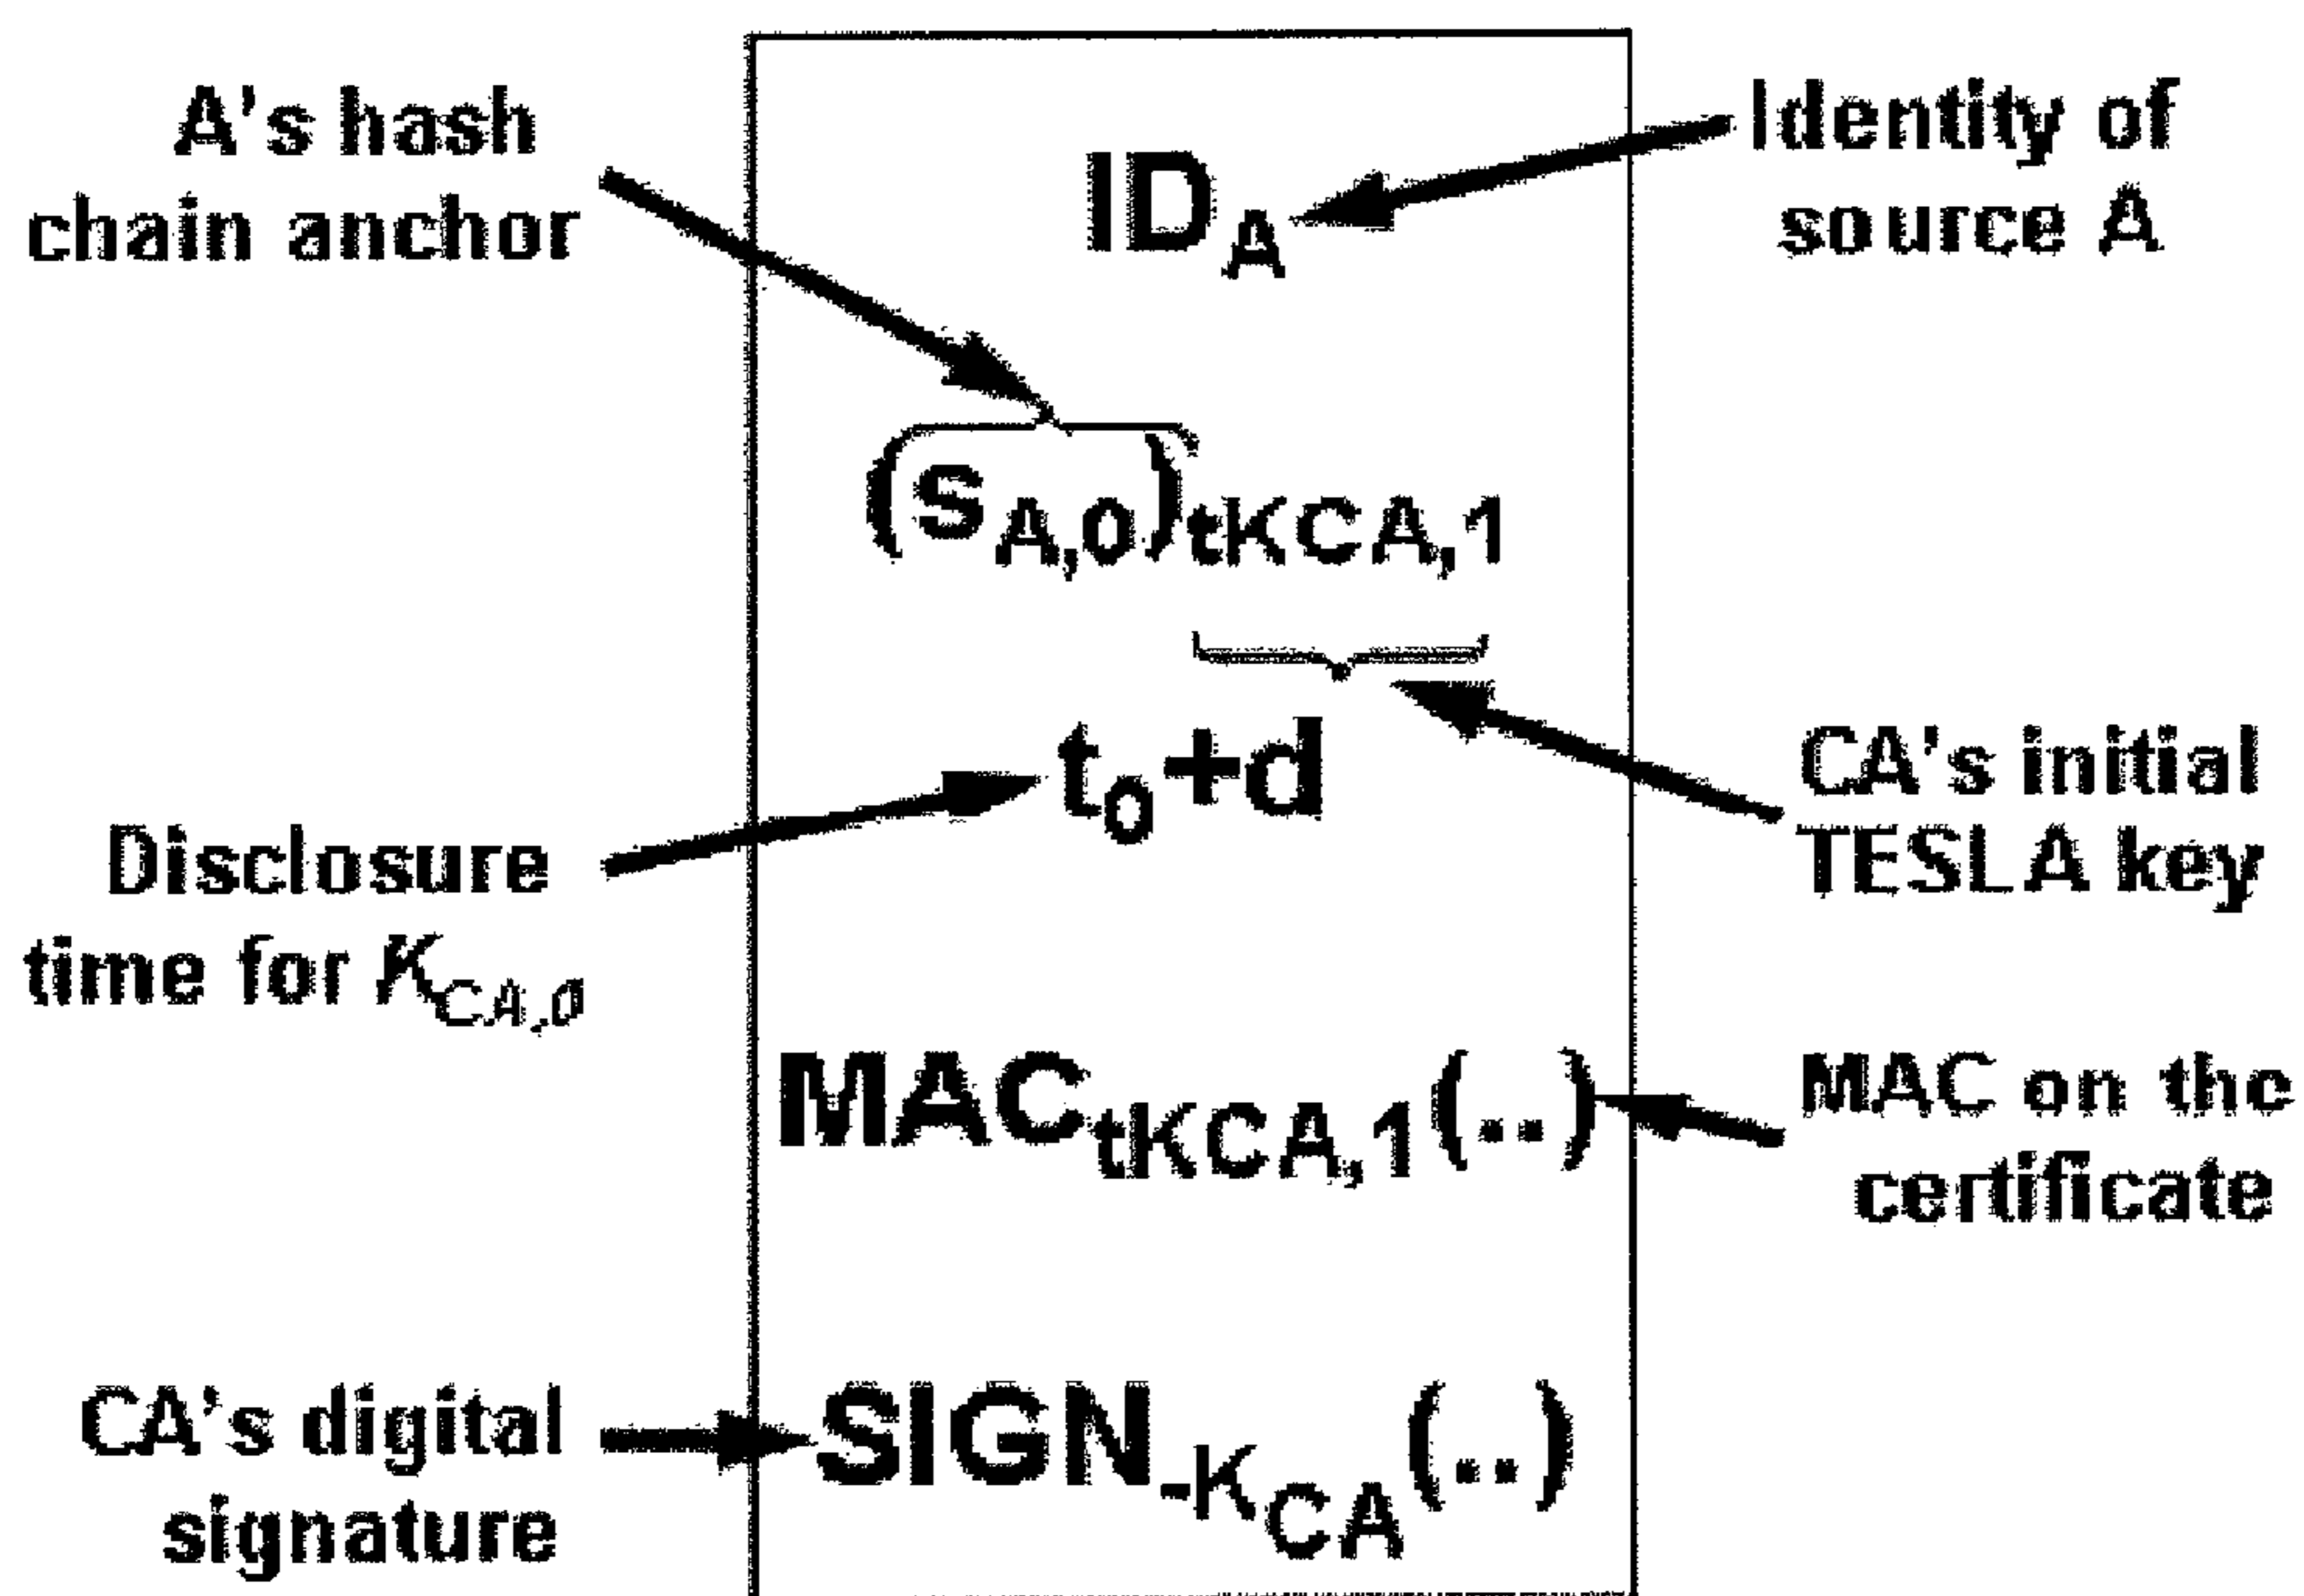 A's hash
chain anchor
Identity of
source A
ID_A
(s_A,0)_tKCA,1
t_0+d
CA's initial
TESLA key
Disclosure
time for K_CA,0
MAC_tKCA,1(..)
MAC on the
certificate
CA's digital
signature
SIGN_-K_CA(..)